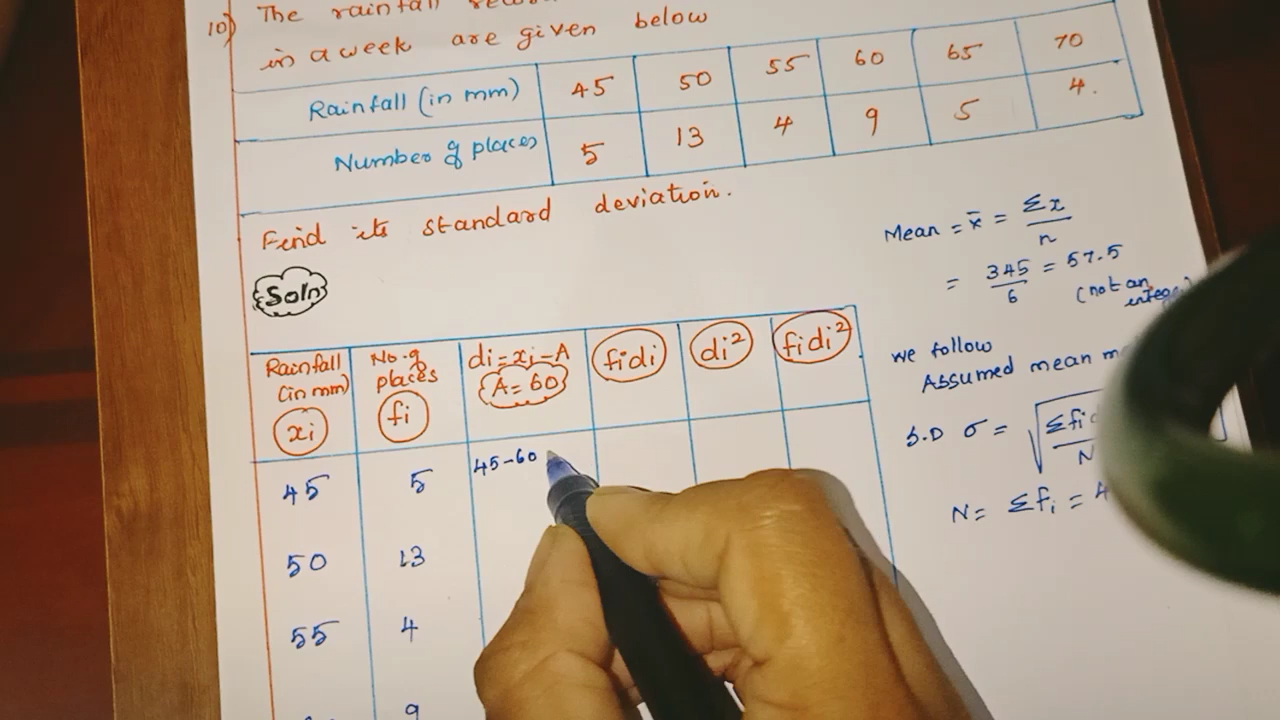 10) The rainfall
in a week are given below
Rainfall (in mm) 45 50 55 60 65 70
Number of places 5 13 4 9 5 4.
Find its standard deviation.
Soln
Mean = x̄ = Σx/n
= 345/6 = 57.5
(not an
we follow
Assumed mean
S.D σ = √
N = Σfi =
Rainfall (in mm) xi No. of places fi di = xi - A A = 60 fidi di² fidi²
45 5 45-60
50 13
55 4
9